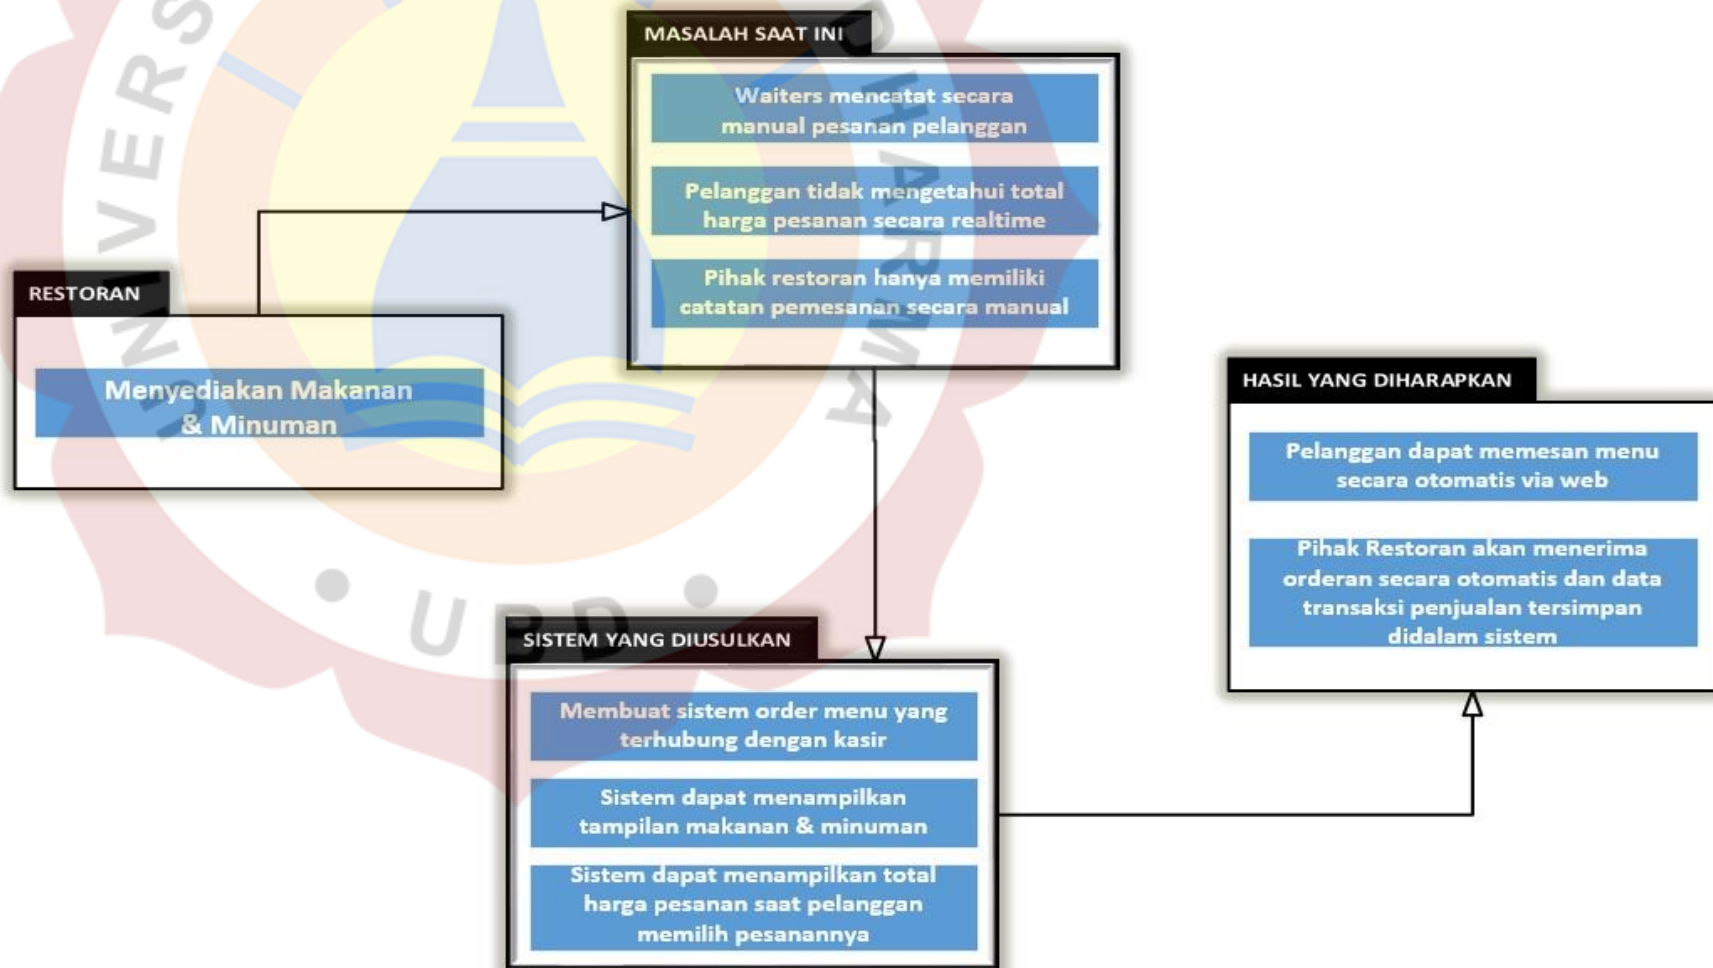 MASALAH SAAT INI
Waiters mencatat secara
manual pesanan pelanggan
Pelanggan tidak mengetahui total
harga pesanan secara realtime
Pihak restoran hanya memiliki
catatan pemesanan secara manual
RESTORAN
Menyediakan Makanan
& Minuman
HASIL YANG DIHARAPKAN
Pelanggan dapat memesan menu
secara otomatis via web
Pihak Restoran akan menerima
orderan secara otomatis dan data
transaksi penjualan tersimpan
didalam sistem
SISTEM YANG DIUSULKAN
Membuat sistem order menu yang
terhubung dengan kasir
Sistem dapat menampilkan
tampilan makanan & minuman
Sistem dapat menampilkan total
harga pesanan saat pelanggan
memilih pesanannya
UNIVERS
DHARMA
UBD